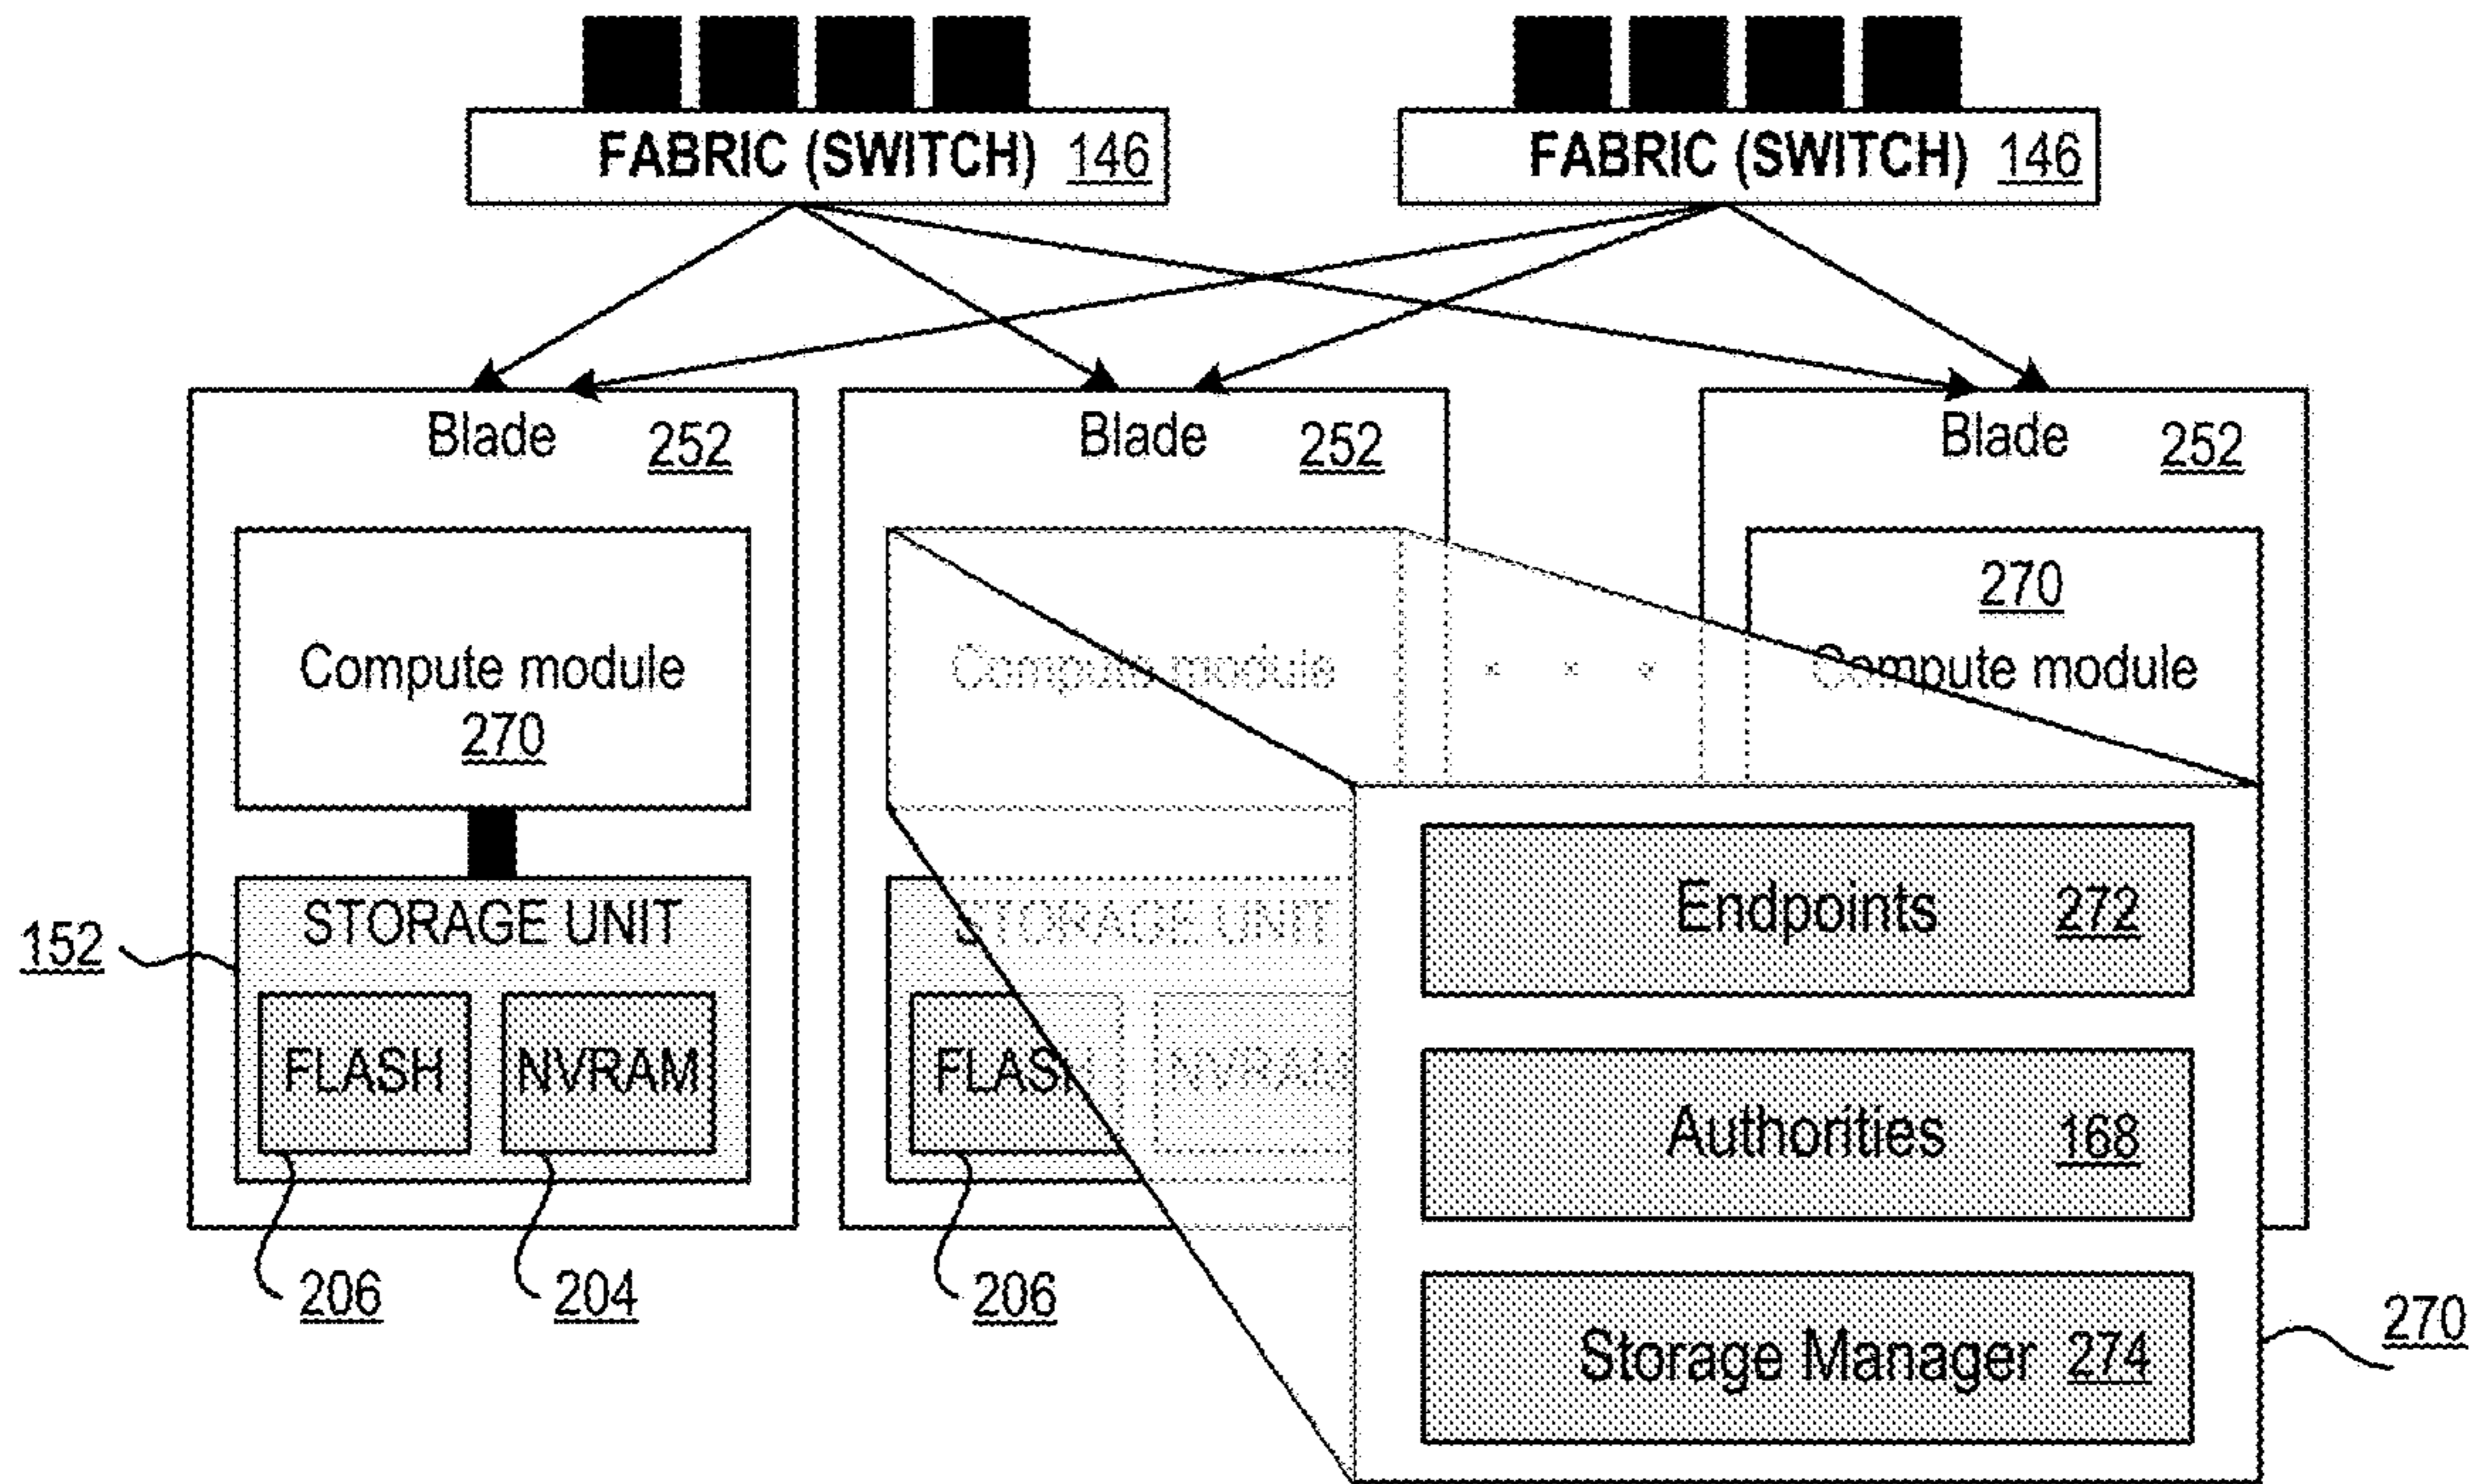 FABRIC (SWITCH) 146
FABRIC (SWITCH) 146
Blade 252
Blade 252
Blade 252
Compute module
270
Compute module
270
Compute module
STORAGE UNIT
152
FLASH
NVRAM
206
204
STORAGE UNIT
FLASH
NVRAM
206
Endpoints 272
Authorities 168
Storage Manager 274
270